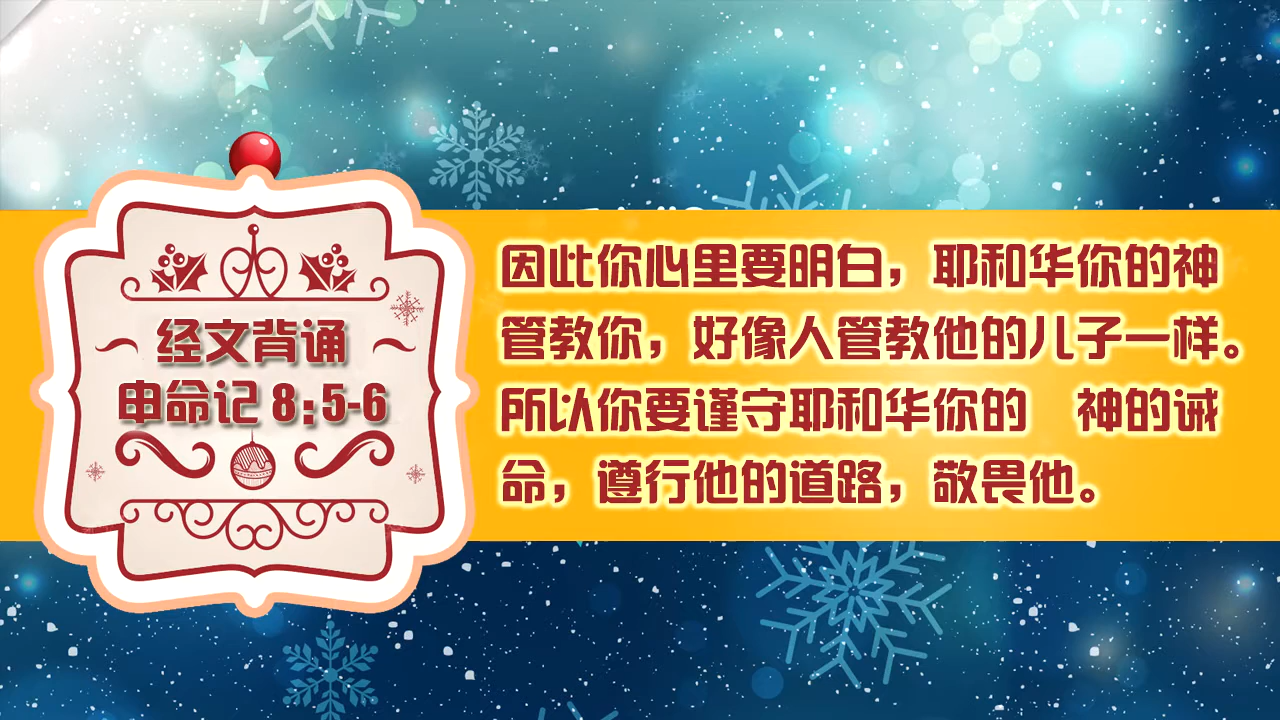 经文背诵
申命记 8：5-6
因此你心里要明白，耶和华你的神
管教你，好像人管教他的儿子一样。
所以你要谨守耶和华你的　神的诫
命，遵行他的道路，敬畏他。